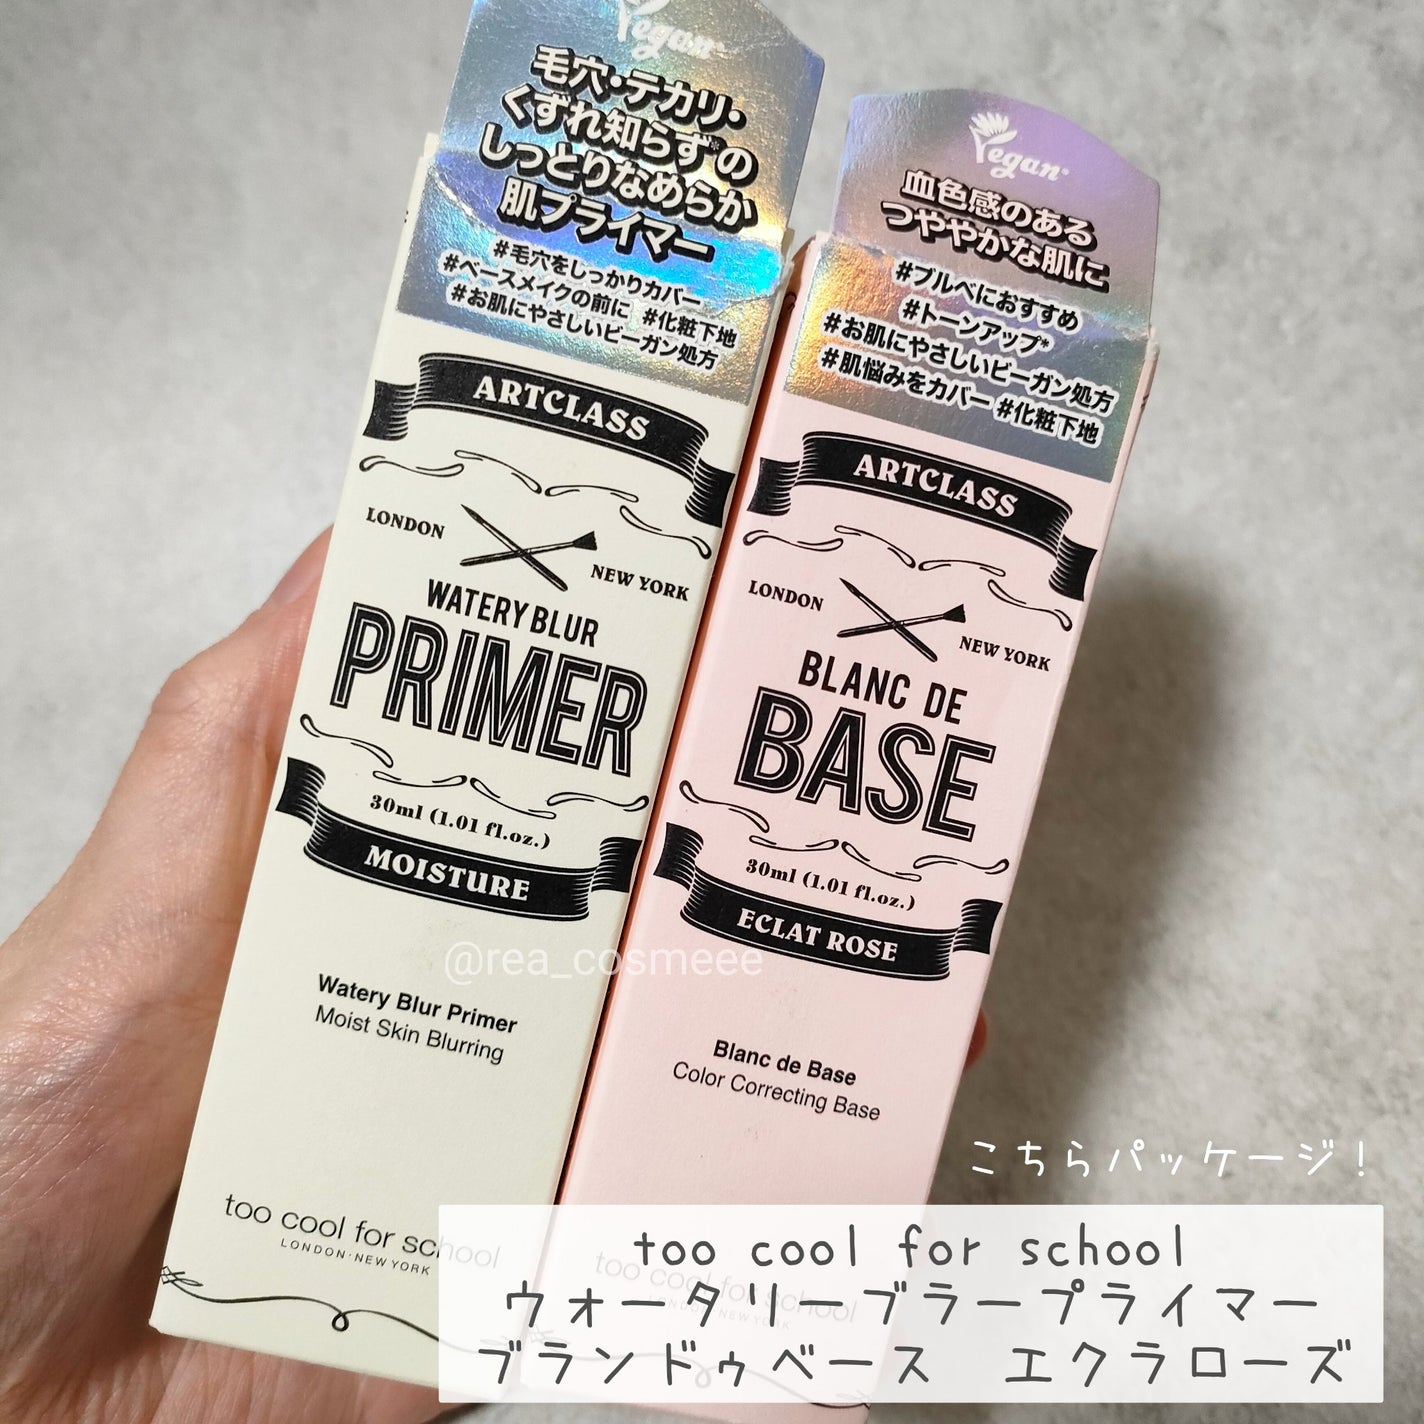 Vegan
毛穴・テカリ・
くずれ知らず*の
しっとりなめらか
肌プライマー
#毛穴をしっかりカバー
#ベースメイクの前に #化粧下地
#お肌にやさしいビーガン処方
ARTCLASS
LONDON
NEW YORK
WATERY BLUR
PRIMER
30ml (1.01 fl.oz.)
MOISTURE
Watery Blur Primer
Moist Skin Blurring
too cool for school
LONDON·NEW YORK
Vegan
血色感のある
つややかな肌に
#ブルベにおすすめ
#トーンアップ*
#お肌にやさしいビーガン処方
#肌悩みをカバー #化粧下地
ARTCLASS
LONDON
NEW YORK
BLANC DE
BASE
30ml (1.01 fl.oz.)
ECLAT ROSE
Blanc de Base
Color Correcting Base
too cool for school
LONDON·NEW YORK
@rea_cosmeee
こちらパッケージ！
too cool for school
ウォータリーブラープライマー
ブランドゥベース　エクラローズ